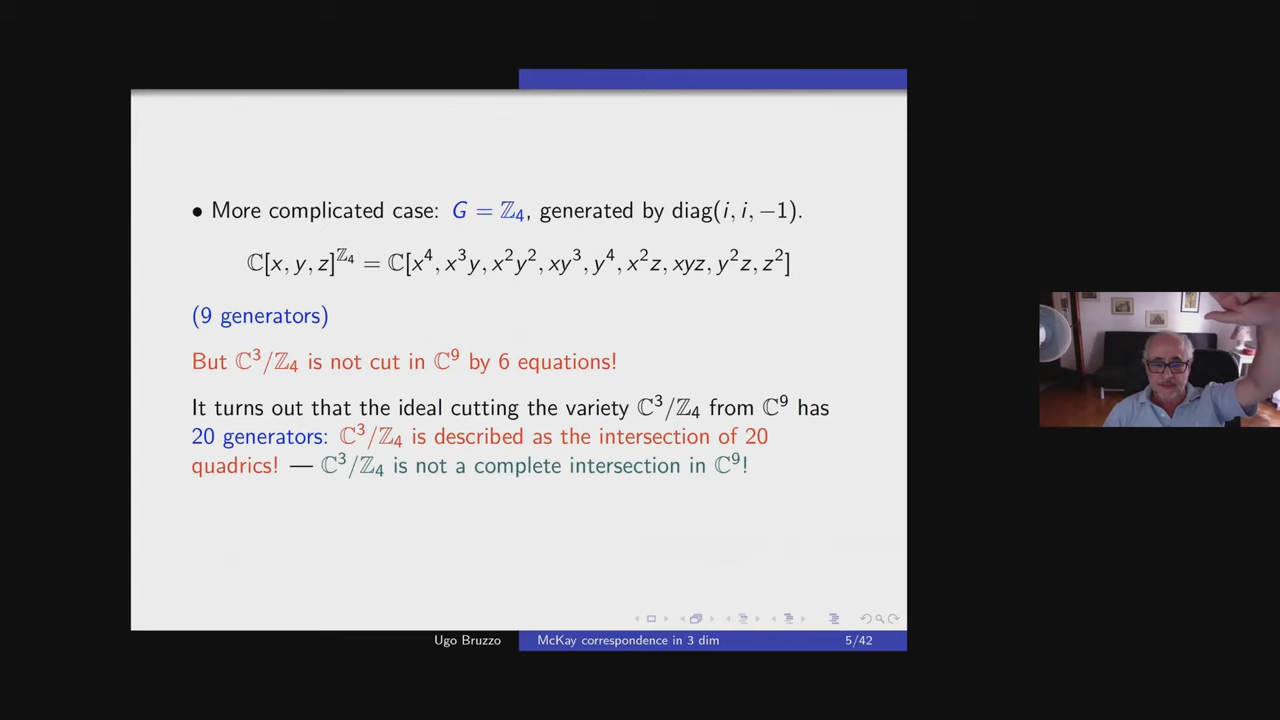 • More complicated case: G = ℤ₄, generated by diag(i, i, −1).
ℂ[x, y, z]^ℤ₄ = ℂ[x⁴, x³y, x²y², xy³, y⁴, x²z, xyz, y²z, z²]
(9 generators)
But ℂ³/ℤ₄ is not cut in ℂ⁹ by 6 equations!
It turns out that the ideal cutting the variety ℂ³/ℤ₄ from ℂ⁹ has
20 generators: ℂ³/ℤ₄ is described as the intersection of 20
quadrics! — ℂ³/ℤ₄ is not a complete intersection in ℂ⁹!
Ugo Bruzzo McKay correspondence in 3 dim 5/42